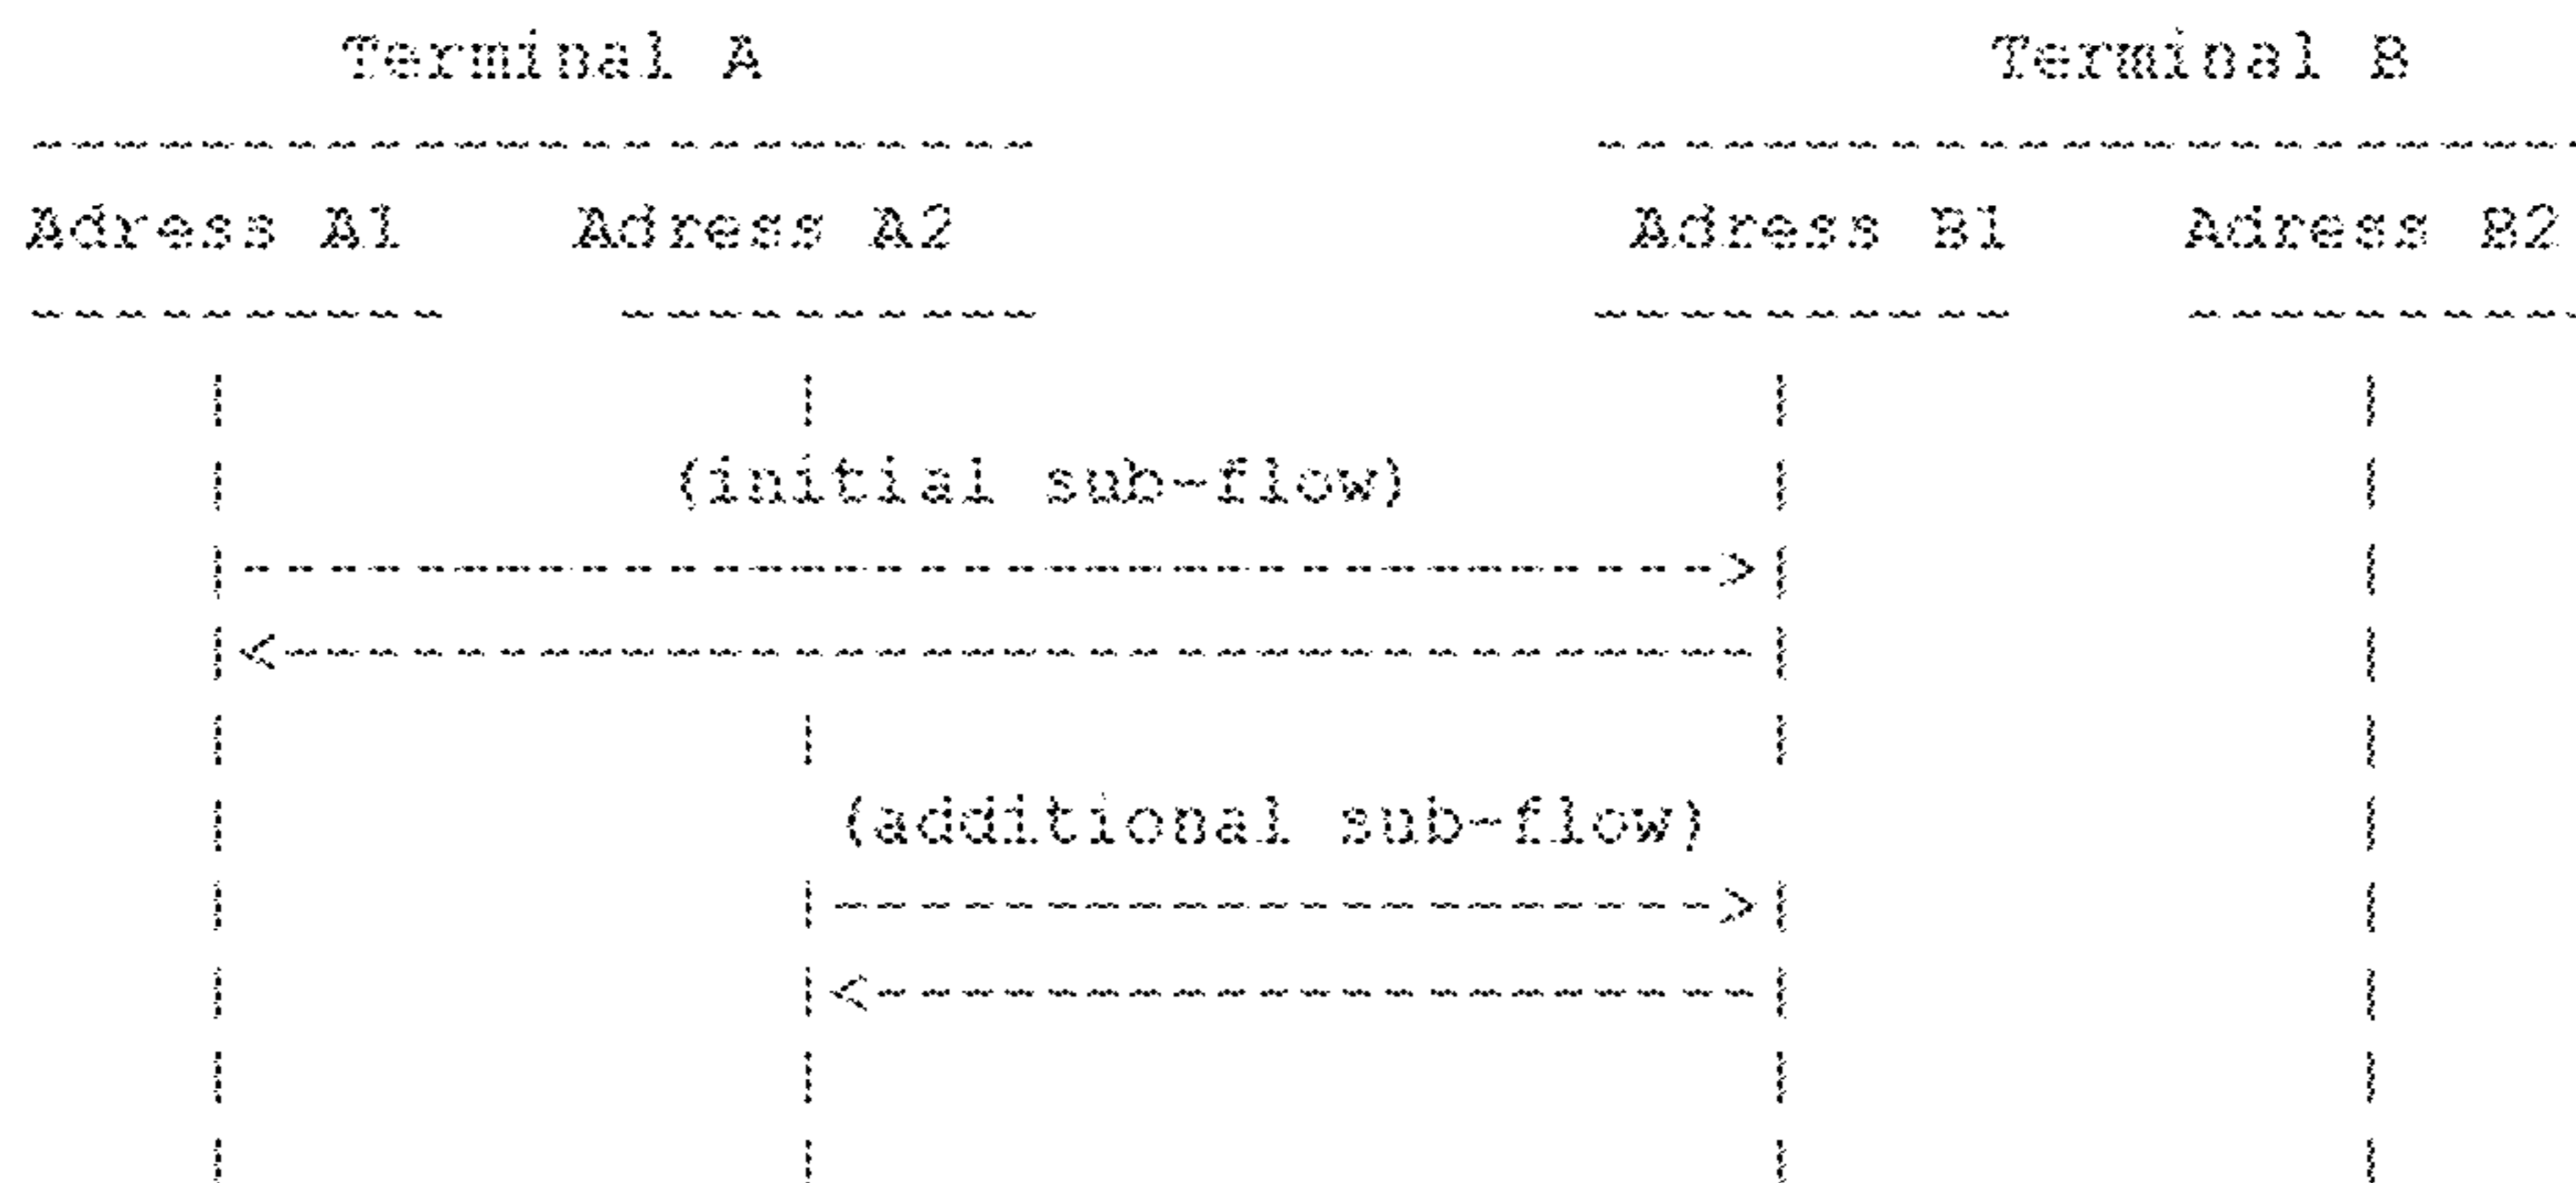 Terminal A Terminal B
Adress A1 Adress A2 Adress B1 Adress B2
(initial sub-flow)
(additional sub-flow)